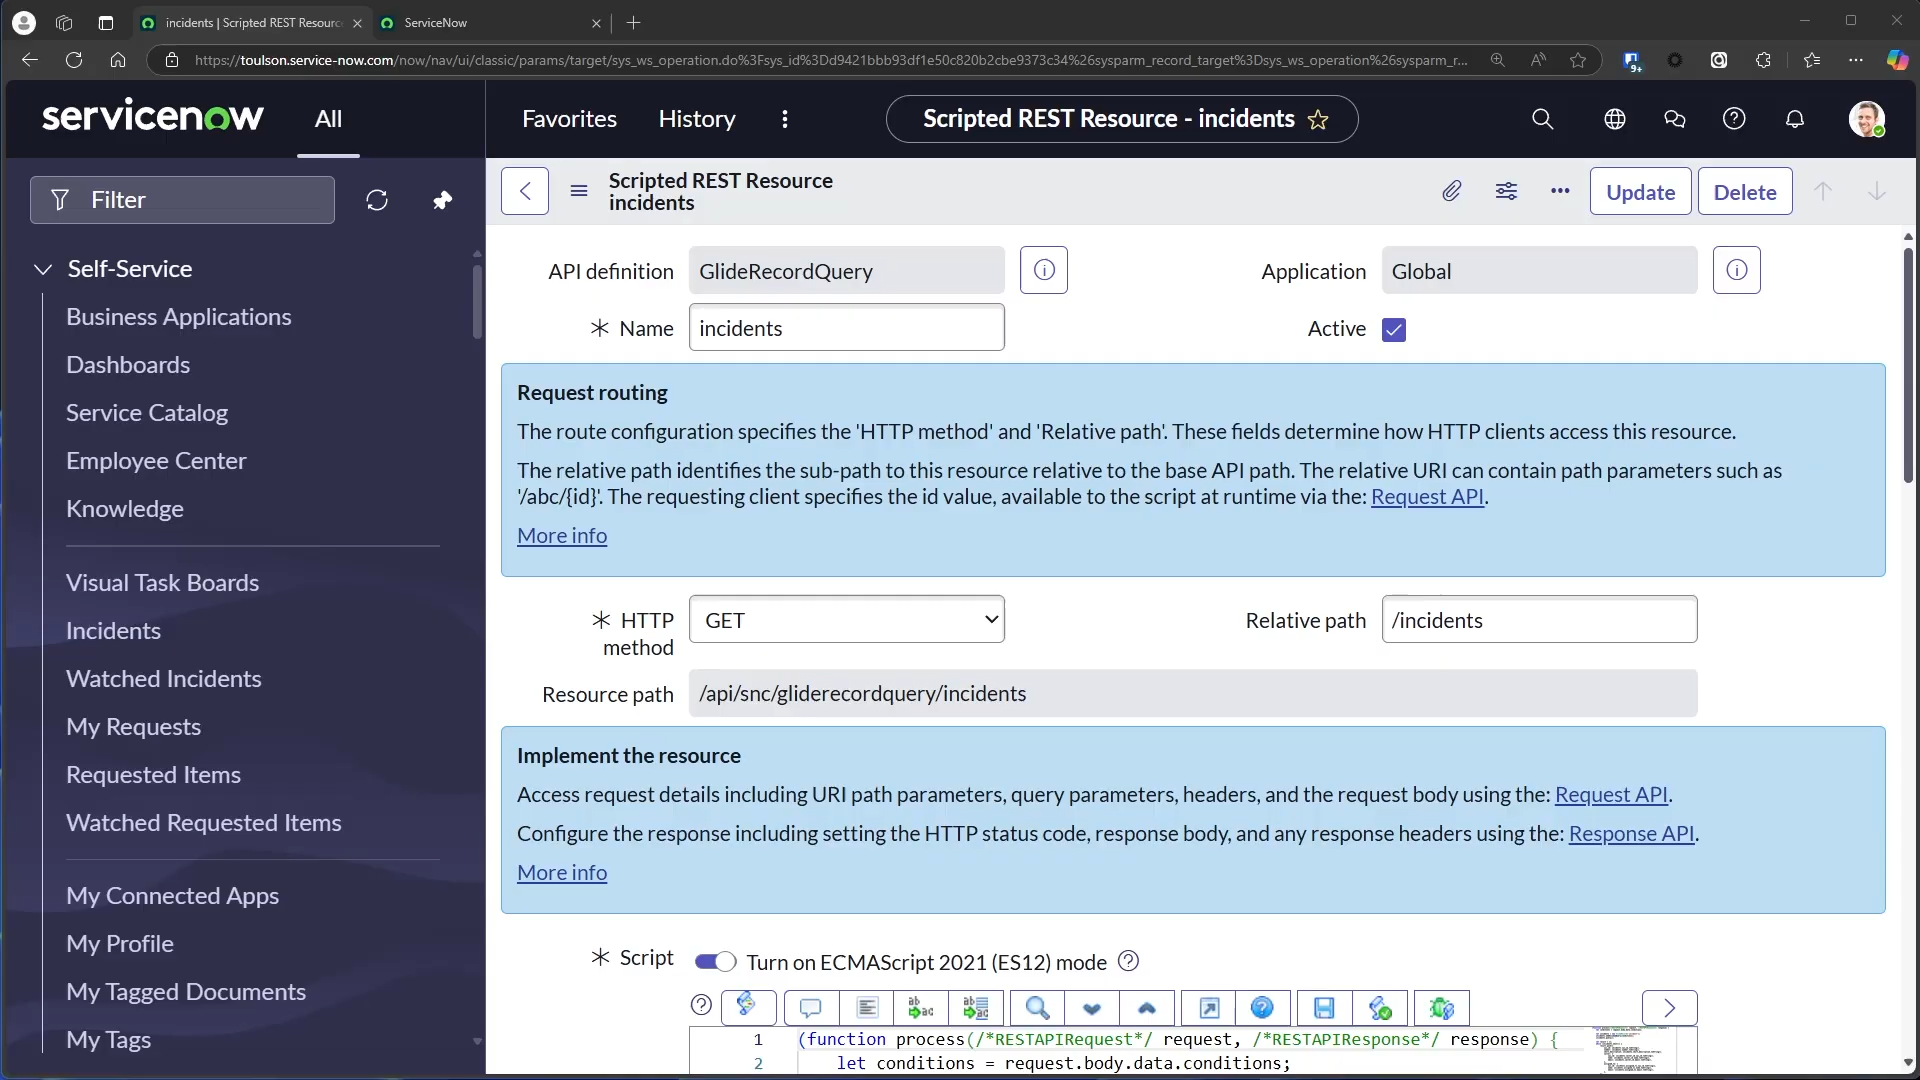 incidents | Scripted REST Resourc
ServiceNow
https://toulson.service-now.com/now/nav/ui/classic/params/target/sys_ws_operation.do%3Fsys_id%3Dd9421bbb93df1e50c820b2cbe9373c34%26sysparm_record_target%3Dsys_ws_operation%26sysparm_r...
9+
servicenow
All
Favorites
History
Scripted REST Resource - incidents
Filter
Scripted REST Resource
incidents
Update
Delete
Self-Service
Business Applications
Dashboards
Service Catalog
Employee Center
Knowledge
Visual Task Boards
Incidents
Watched Incidents
My Requests
Requested Items
Watched Requested Items
My Connected Apps
My Profile
My Tagged Documents
My Tags
API definition
GlideRecordQuery
Application
Global
Name
incidents
Active
Request routing
The route configuration specifies the 'HTTP method' and 'Relative path'. These fields determine how HTTP clients access this resource.
The relative path identifies the sub-path to this resource relative to the base API path. The relative URI can contain path parameters such as
'/abc/{id}'. The requesting client specifies the id value, available to the script at runtime via the: Request API.
More info
HTTP
method
GET
Relative path
/incidents
Resource path
/api/snc/gliderecordquery/incidents
Implement the resource
Access request details including URI path parameters, query parameters, headers, and the request body using the: Request API.
Configure the response including setting the HTTP status code, response body, and any response headers using the: Response API.
More info
Script
Turn on ECMAScript 2021 (ES12) mode
1 (function process(/*RESTAPIRequest*/ request, /*RESTAPIResponse*/ response) {
2 let conditions = request.body.data.conditions;